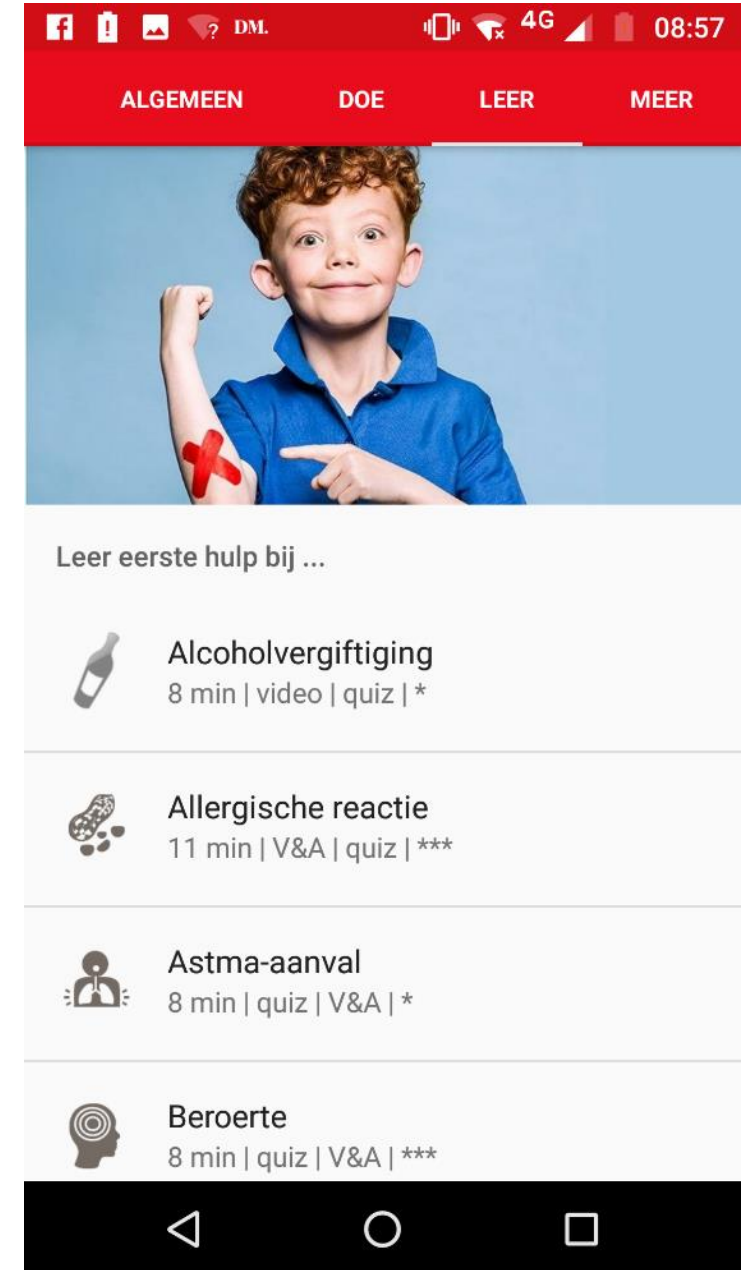 DM. 4G 08:57
ALGEMEEN DOE LEER MEER
Leer eerste hulp bij ...
Alcoholvergiftiging
8 min | video | quiz | *
Allergische reactie
11 min | V&A | quiz | ***
Astma-aanval
8 min | quiz | V&A | *
Beroerte
8 min | quiz | V&A | ***